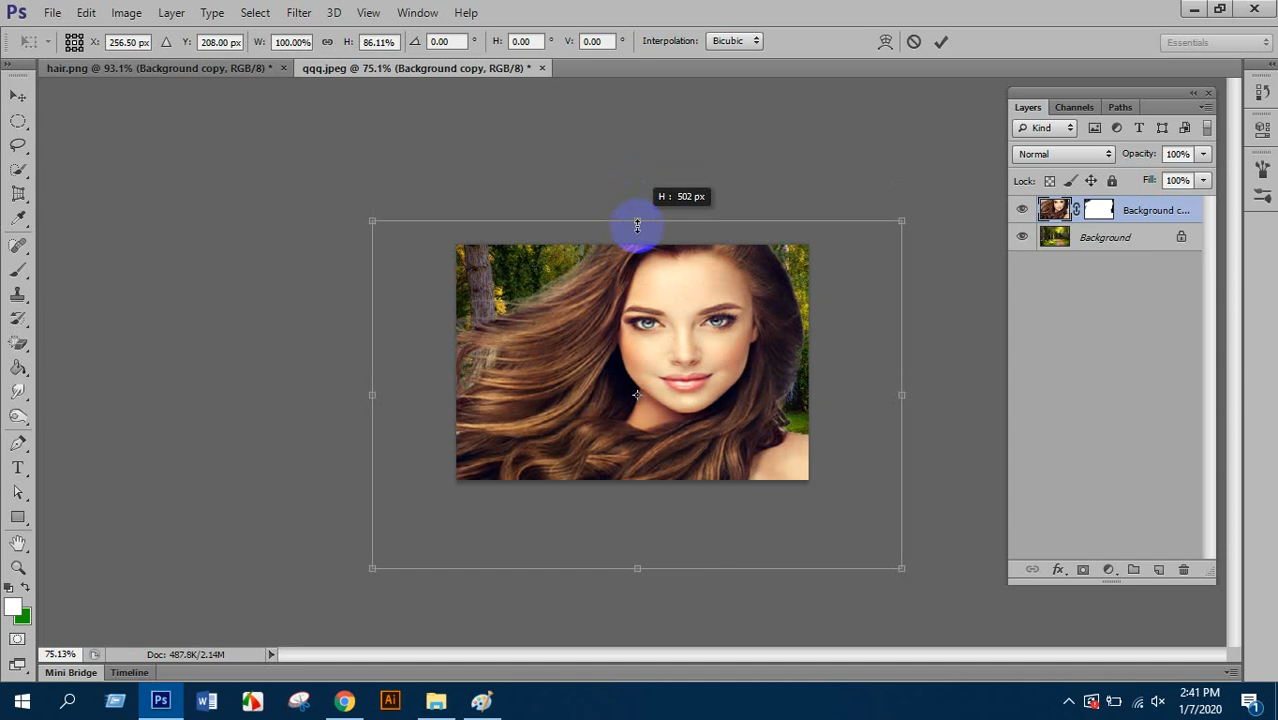 Ps File Edit Image Layer Type Select Filter 3D View Window Help
X: 256.50 px Y: 208.00 px W: 100.00% H: 86.11% 0.00 ° H: 0.00 ° V: 0.00 ° Interpolation: Bicubic Essentials
hair.png @ 93.1% (Background copy, RGB/8) * × qqq.jpeg @ 75.1% (Background copy, RGB/8) * ×
Layers Channels Paths
Kind
Normal Opacity: 100%
Lock: Fill: 100%
H : 502 px
Background c...
Background
75.13% Doc: 487.8K/2.14M
Mini Bridge Timeline
2:41 PM
1/7/2020